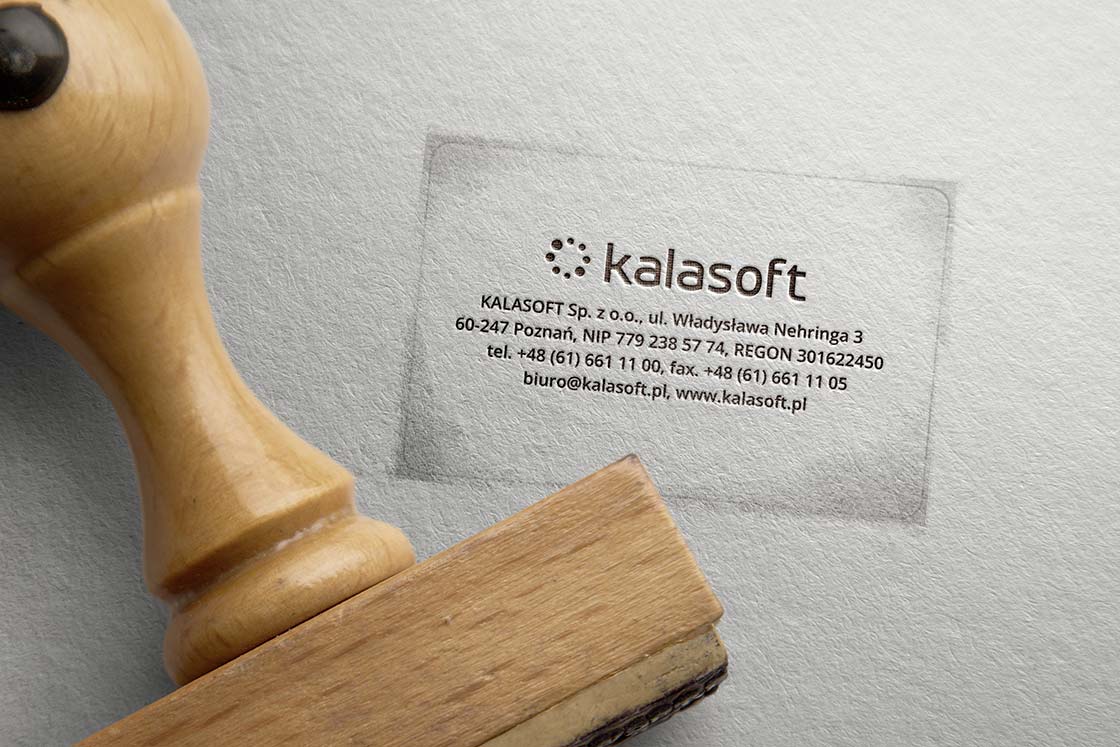 kalasoft
KALASOFT Sp. z o.o., ul. Władysława Nehringa 3
60-247 Poznań, NIP 779 238 57 74, REGON 301622450
tel. +48 (61) 661 11 00, fax. +48 (61) 661 11 05
biuro@kalasoft.pl, www.kalasoft.pl